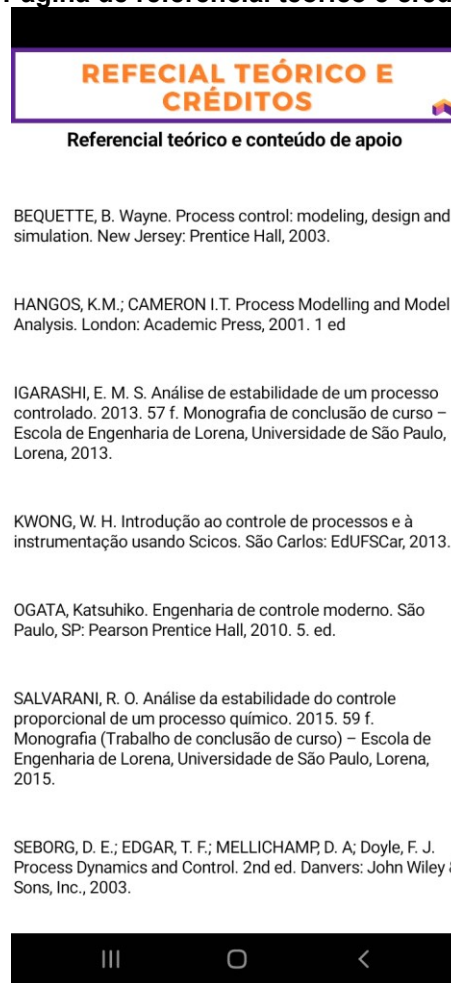 Página de referencial teórico e créd
REFECIAL TEÓRICO E
CRÉDITOS
Referencial teórico e conteúdo de apoio
BEQUETTE, B. Wayne. Process control: modeling, design and
simulation. New Jersey: Prentice Hall, 2003.
HANGOS, K.M.; CAMERON I.T. Process Modelling and Model
Analysis. London: Academic Press, 2001. 1 ed
IGARASHI, E. M. S. Análise de estabilidade de um processo
controlado. 2013. 57 f. Monografia de conclusão de curso –
Escola de Engenharia de Lorena, Universidade de São Paulo,
Lorena, 2013.
KWONG, W. H. Introdução ao controle de processos e à
instrumentação usando Scicos. São Carlos: EdUFSCar, 2013.
OGATA, Katsuhiko. Engenharia de controle moderno. São
Paulo, SP: Pearson Prentice Hall, 2010. 5. ed.
SALVARANI, R. O. Análise da estabilidade do controle
proporcional de um processo químico. 2015. 59 f.
Monografia (Trabalho de conclusão de curso) – Escola de
Engenharia de Lorena, Universidade de São Paulo, Lorena,
2015.
SEBORG, D. E.; EDGAR, T. F.; MELLICHAMP, D. A; Doyle, F. J.
Process Dynamics and Control. 2nd ed. Danvers: John Wiley &
Sons, Inc., 2003.